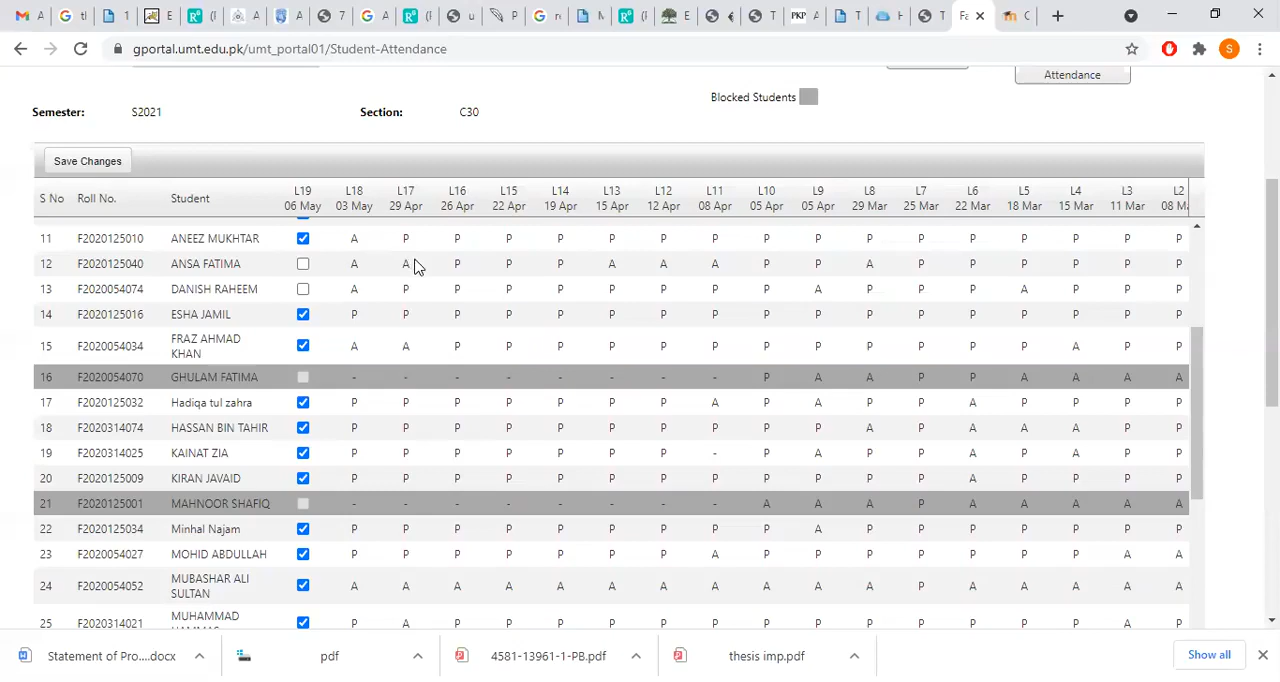 gportal.umt.edu.pk/umt_portal01/Student-Attendance
Attendance
Blocked Students
Semester: S2021 Section: C30
Save Changes
S No Roll No. Student L19 L18 L17 L16 L15 L14 L13 L12 L11 L10 L9 L8 L7 L6 L5 L4 L3 L2
06 May 03 May 29 Apr 26 Apr 22 Apr 19 Apr 15 Apr 12 Apr 08 Apr 05 Apr 05 Apr 29 Mar 25 Mar 22 Mar 18 Mar 15 Mar 11 Mar 08 M
11 F2020125010 ANEEZ MUKHTAR A P P P P P P P P P P P P P P P P
12 F2020125040 ANSA FATIMA A A P P P A A A P P A P P P P P P
13 F2020054074 DANISH RAHEEM A P P P P P P P P A P P P A P P P
14 F2020125016 ESHA JAMIL P P P P P P P P P P P P P P P P P
15 F2020054034 FRAZ AHMAD KHAN A A P P P P P P P P P P P P A P P
16 F2020054070 GHULAM FATIMA - - - - - - - - P A A P P A A A A
17 F2020125032 Hadiqa tul zahra P P P P P P P A P A P P A P P P P
18 F2020314074 HASSAN BIN TAHIR P P P P P P P P P P A P A A A P P
19 F2020314025 KAINAT ZIA P P P P P P P - P A P P A P A P P
20 F2020125009 KIRAN JAVAID P P P P P P P P P P P P A P P P P
21 F2020125001 MAHNOOR SHAFIQ - - - - - - - - A A A P A A A A A
22 F2020125034 Minhal Najam P P P P P P P P P A P P P P P P P
23 F2020054027 MOHID ABDULLAH P P P P P P P A P P P P P P P A A
24 F2020054052 MUBASHAR ALI SULTAN A A A A A A A A A A A P A A A A A
25 F2020314021 MUHAMMAD P A P P P P P P P P P P P P P A P
Statement of Pro....docx
pdf
4581-13961-1-PB.pdf
thesis imp.pdf
Show all